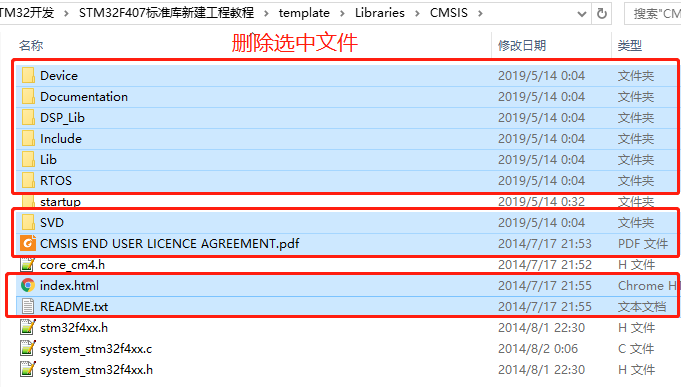 TM32开发 > STM32F407标准库新建工程教程 > template > Libraries > CMSIS 搜索"CM
名称 删除选中文件 修改日期 类型
Device 2019/5/14 0:04 文件夹
Documentation 2019/5/14 0:04 文件夹
DSP_Lib 2019/5/14 0:04 文件夹
Include 2019/5/14 0:04 文件夹
Lib 2019/5/14 0:04 文件夹
RTOS 2019/5/14 0:04 文件夹
startup 2019/5/14 0:32 文件夹
SVD 2019/5/14 0:04 文件夹
CMSIS END USER LICENCE AGREEMENT.pdf 2014/7/17 21:53 PDF 文件
core_cm4.h 2014/7/17 21:52 H 文件
index.html 2014/7/17 21:55 Chrome H
README.txt 2014/7/17 21:55 文本文档
stm32f4xx.h 2014/8/1 22:30 H 文件
system_stm32f4xx.c 2014/8/2 0:06 C 文件
system_stm32f4xx.h 2014/8/1 22:30 H 文件